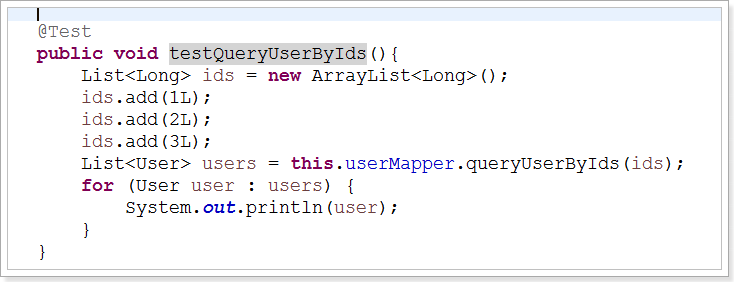 @Test
public void testQueryUserByIds(){
    List<Long> ids = new ArrayList<Long>();
    ids.add(1L);
    ids.add(2L);
    ids.add(3L);
    List<User> users = this.userMapper.queryUserByIds(ids);
    for (User user : users) {
        System.out.println(user);
    }
}